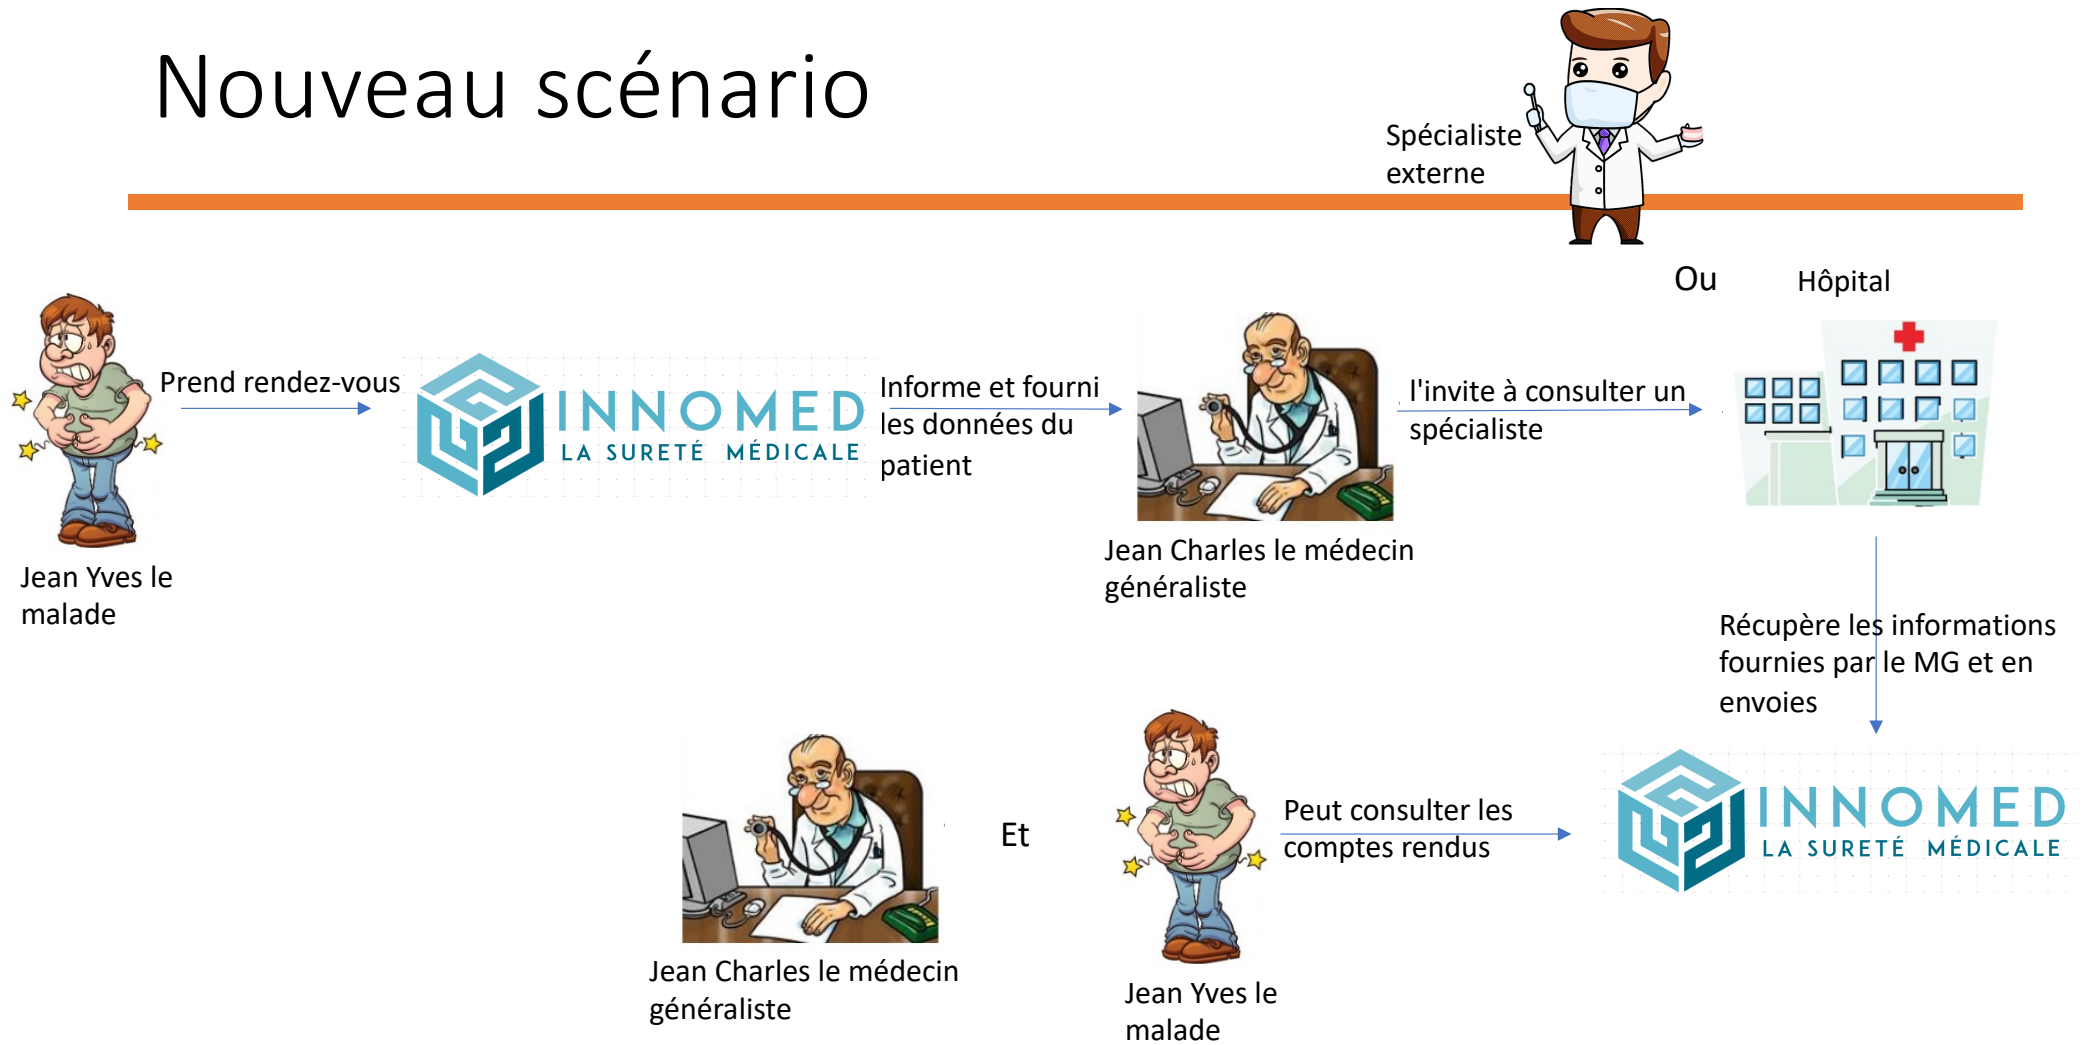 Nouveau scénario
Spécialiste
externe
Ou
Hôpital
Prend rendez-vous
INNOMED
LA SURETÉ MÉDICALE
Informe et fourni
les données du
patient
l'invite à consulter un
spécialiste
Jean Yves le
malade
Jean Charles le médecin
généraliste
Récupère les informations
fournies par le MG et en
envoies
Et
Peut consulter les
comptes rendus
INNOMED
LA SURETÉ MÉDICALE
Jean Charles le médecin
généraliste
Jean Yves le
malade